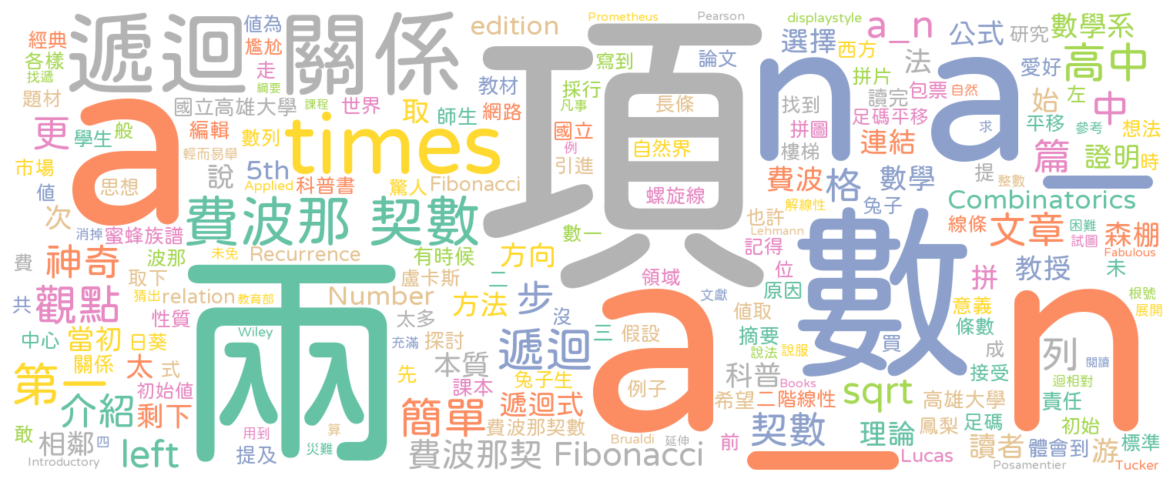 經典 遞迴關係 值為 edition Prometheus Pearson displaystyle a_n 公式 研究 數學系
各樣 尷尬 項 寫到 論文 選擇 西方 法 愛好 高中
找遞 走 綱要 教材 採行 長條 n 拼片 包票 自然 左
題材 國立高雄大學 課程 世界 取 師生 網路 凡事 找到 讀完 足碼平移 始 中 平移 參考 想法
更 學生 般 編輯 數列 times 國立 例 自然界 拼圖 連結 a 求 _ 證明 時
市場 a 思想 輕而易舉 5th 引進 樓梯 篇
值 說 Applied 科普書 驚人 Fibonacci 螺旋線 費波 格 數學 提 整數
次 費波那 契數 數一 也許 解線性 兔子 Combinatorics
消掉 蜜蜂族譜 Lehmann 數 線條 文章 困難 試圖 森棚
費 波那 未免 Recurrence 有時候 方向 記得 Fabulous
神奇 取下 兩 盧卡斯 二 領域 位 教授 未
共 觀點 猜出 relation 教育部 Number 方法 步 a 文獻 原因 拼 意義 n 根號 展開
性質 Wiley 太多 沒 值取 條數
中心 當初 日葵 充滿 探討 遞迴 三 假設 摘要 說法 說服 買 成 列 迴相對 閱讀
第一 關係 太 式 先 本質 兔子生 科普 接受
初始值 課本 例子 Books sqrt
介紹 剩下 簡單 遞迴式 希望 二階線性 高雄大學 足碼 責任
敢 用到 算 費波那契數 前 契數 鳳梨 初始
相鄰 四 left 災難 Brualdi 延伸 理論 讀者 體會到 游 標準
Introductory 提及 費波那契 Fibonacci _ Lucas Posamentier Tucker